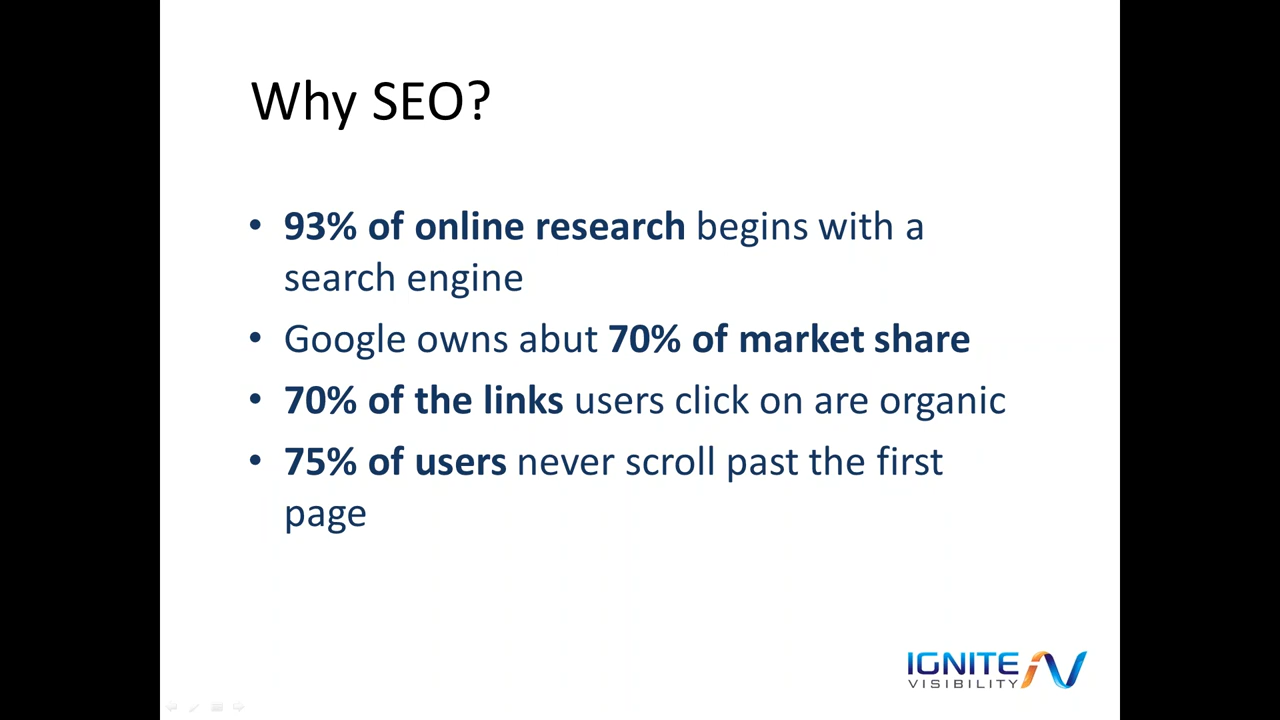 Why SEO?
• 93% of online research begins with a
search engine
• Google owns abut 70% of market share
• 70% of the links users click on are organic
• 75% of users never scroll past the first
page
IGNITE
VISIBILITY